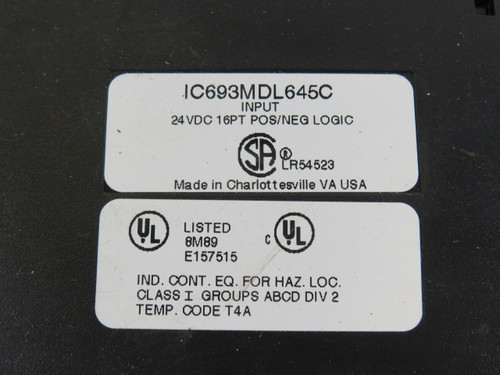 IC693MDL645C
INPUT
24VDC 16PT POS/NEG LOGIC
SA ® LR54523
Made in Charlottesville VA USA
UL LISTED c UL
8M89
E157515
IND. CONT. EQ. FOR HAZ. LOC.
CLASS I GROUPS ABCD DIV 2
TEMP. CODE T4A